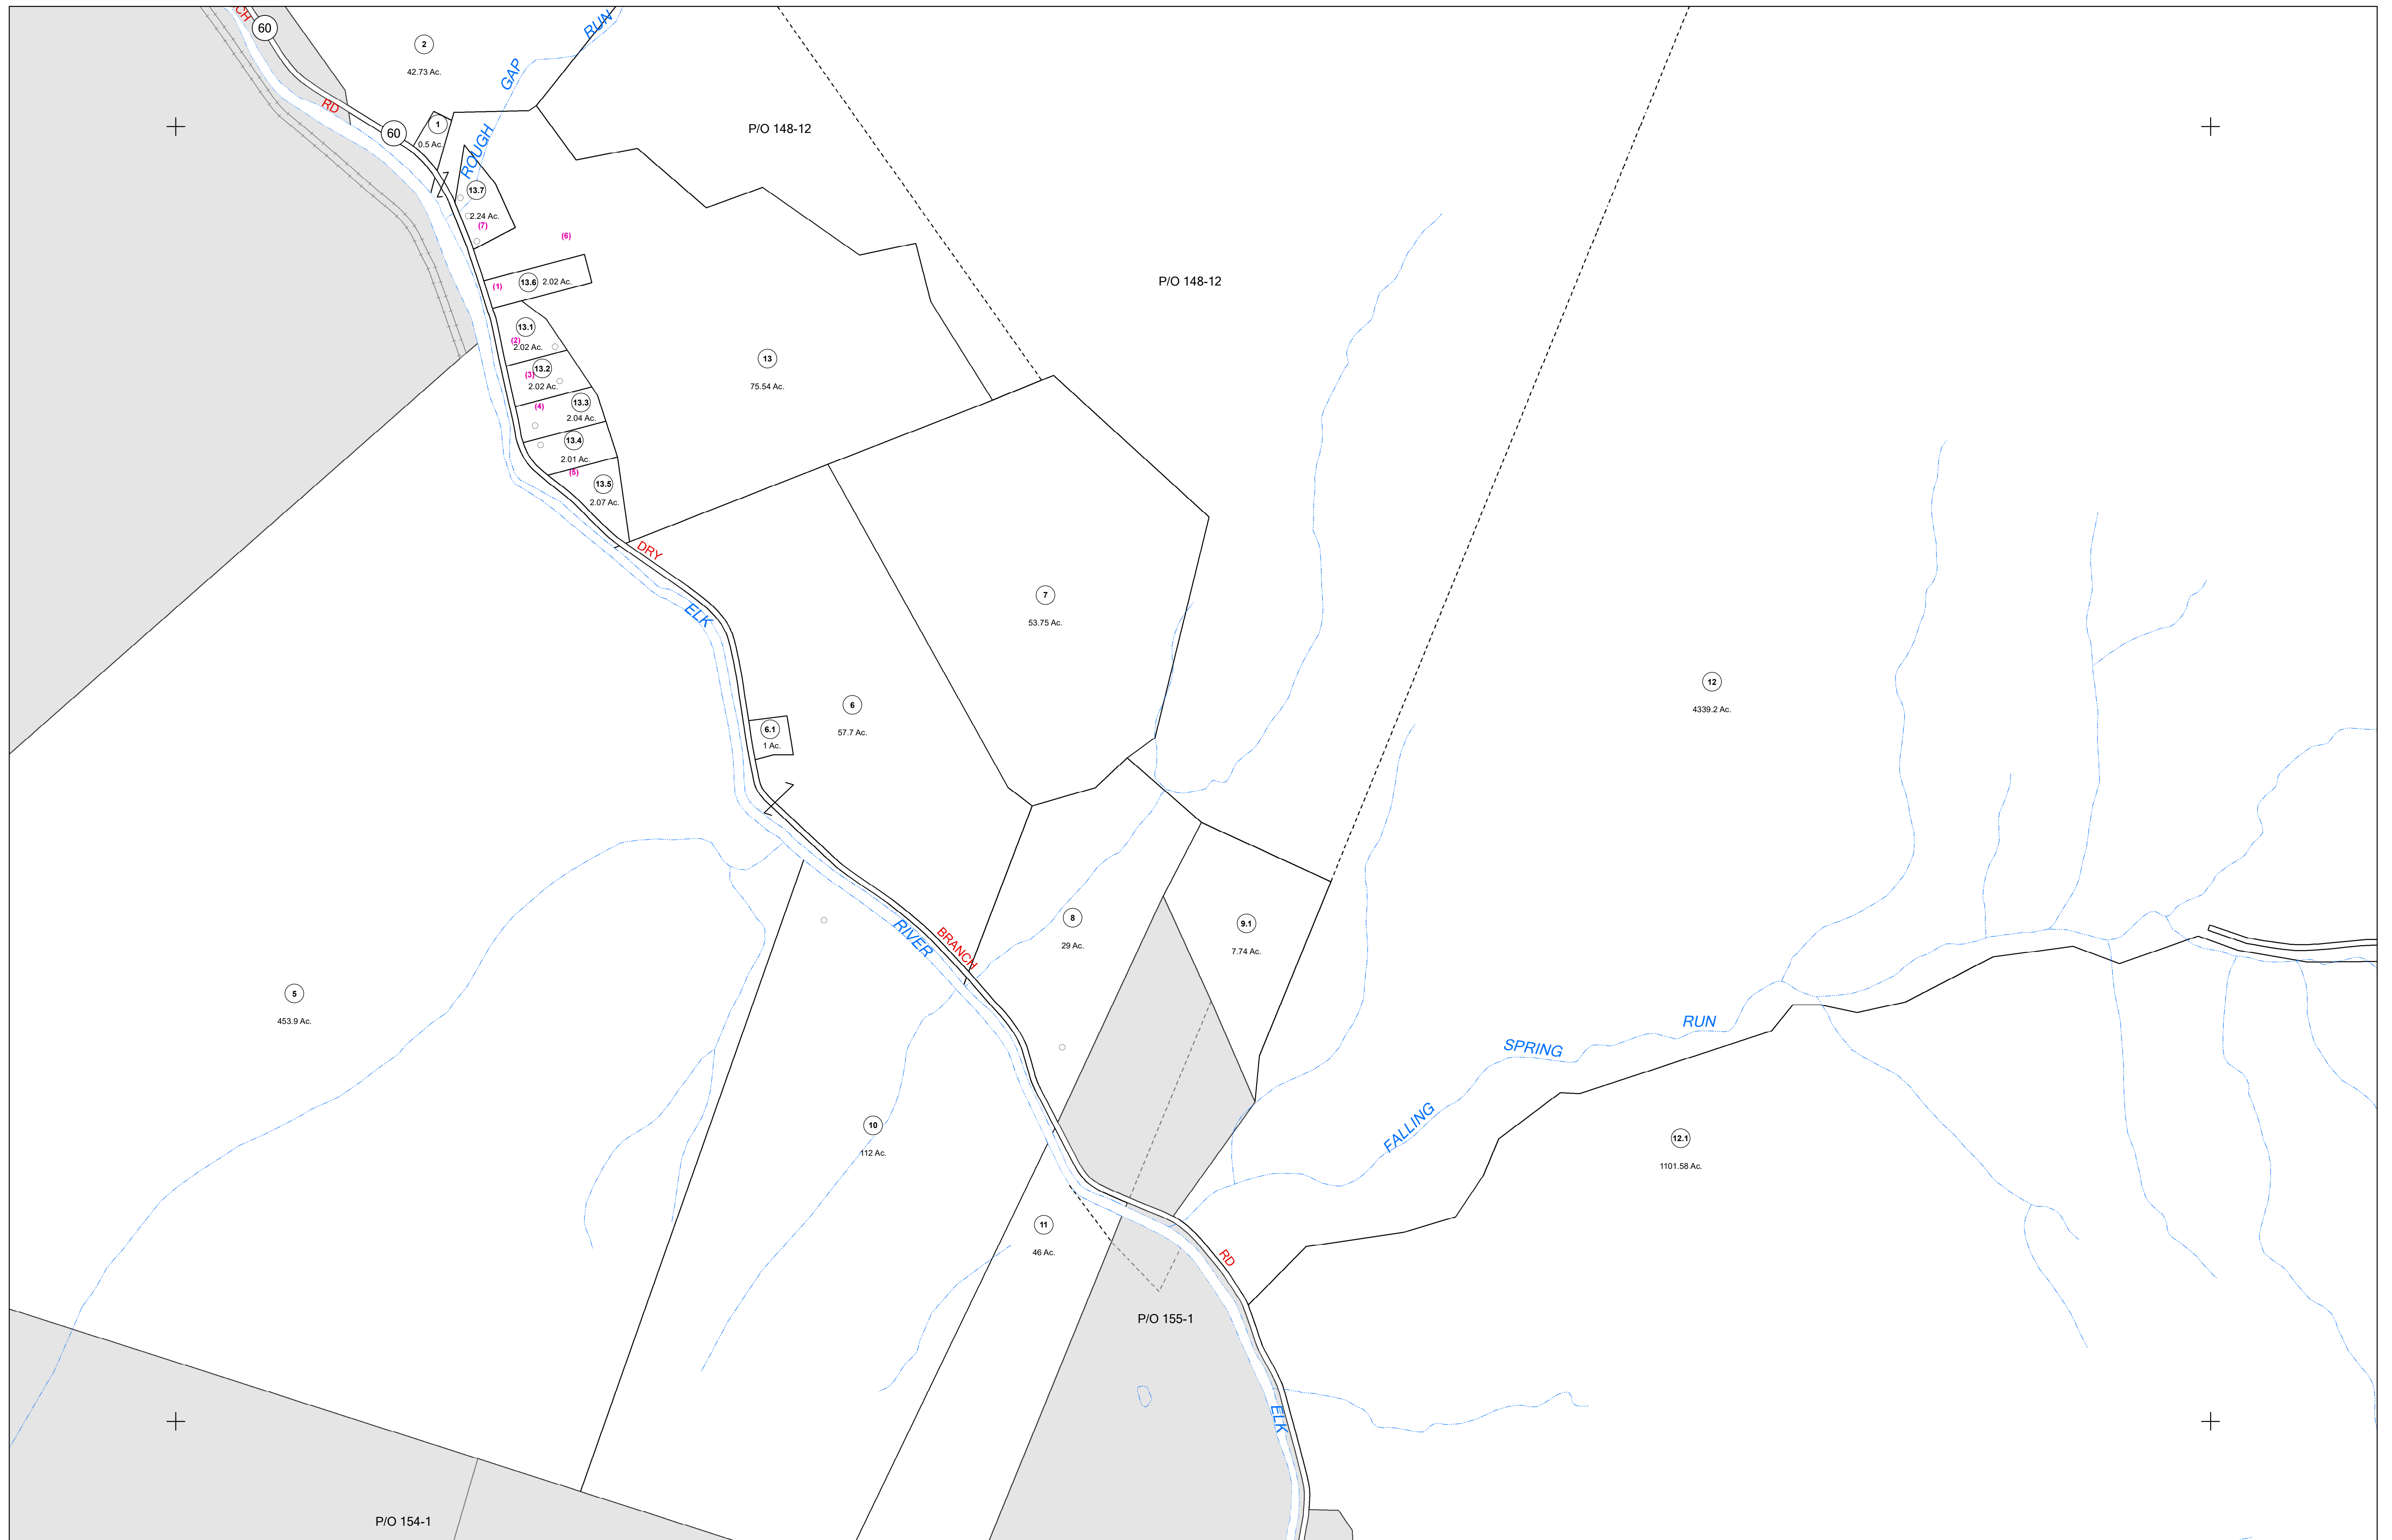 CH
60
2
42.73 Ac.
RUN
GAP
RD
60
1
0.5 Ac.
ROUGH
P/O 148-12
13.7
2.24 Ac.
(7)
(6)
P/O 148-12
(1)
13.6
2.02 Ac.
13.1
(2)
2.02 Ac.
13
75.54 Ac.
13.2
(3)
2.02 Ac.
(4)
13.3
2.04 Ac.
13.4
2.01 Ac.
(5)
13.5
2.07 Ac.
DRY
ELK
7
53.75 Ac.
12
4339.2 Ac.
6
57.7 Ac.
6.1
1 Ac.
8
29 Ac.
9.1
7.74 Ac.
RIVER
BRANCN
5
453.9 Ac.
RUN
SPRING
FALLING
10
112 Ac.
12.1
1101.58 Ac.
11
46 Ac.
RD
P/O 155-1
ELK
P/O 154-1